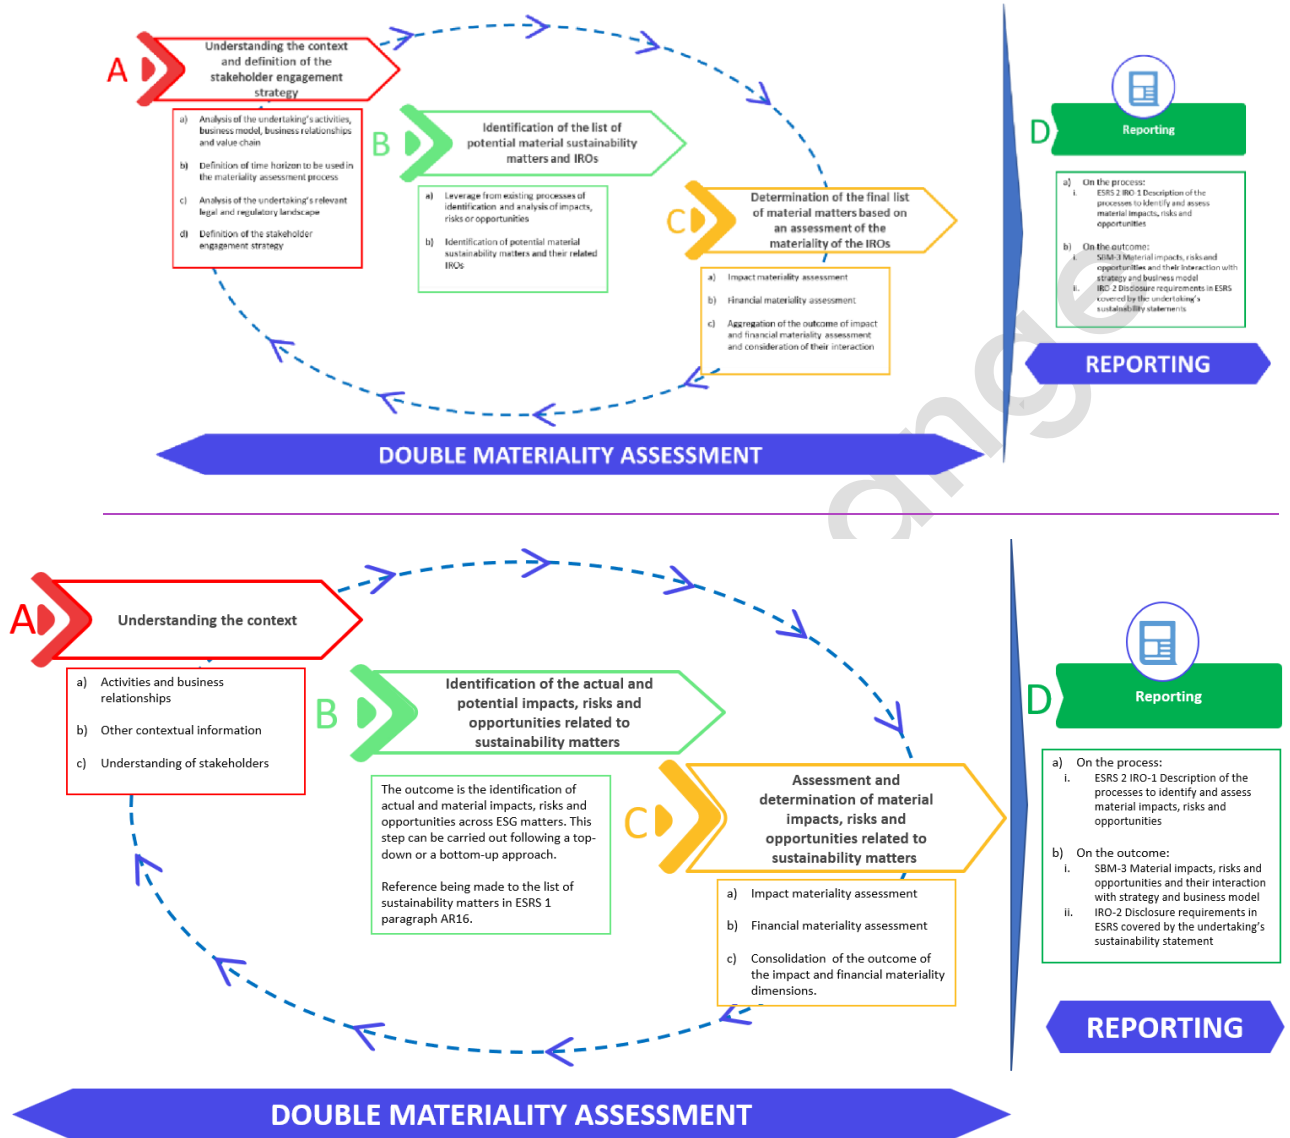 A
Understanding the context
and definition of the
stakeholder engagement
strategy
a) Analysis of the undertaking's activities,
business model, business relationships
and value chain
b) Definition of time horizon to be used in
the materiality assessment process
c) Analysis of the undertaking's relevant
legal and regulatory landscape
d) Definition of the stakeholder
engagement strategy
B
Identification of the list of
potential material sustainability
matters and IROs
a) Leverage from existing processes of
identification and analysis of impacts,
risks or opportunities
b) Identification of potential material
sustainability matters and their related
IROs
C
Determination of the final list
of material matters based on
an assessment of the
materiality of the IROs
a) Impact materiality assessment
b) Financial materiality assessment
c) Aggregation of the outcome of impact
and financial materiality assessment
and consideration of their interaction
D
Reporting
a) On the process:
i. ESRS 2 IRO-1 Description of the
processes to identify and assess
material impacts, risks and
opportunities
b) On the outcome:
i. SBM-3 Material impacts, risks and
opportunities and their interaction with
strategy and business model
ii. IRO-2 Disclosure requirements in ESRS
covered by the undertaking's
sustainability statements
REPORTING
DOUBLE MATERIALITY ASSESSMENT
ange
A
Understanding the context
a) Activities and business
relationships
b) Other contextual information
c) Understanding of stakeholders
B
Identification of the actual and
potential impacts, risks and
opportunities related to
sustainability matters
The outcome is the identification of
actual and material impacts, risks and
opportunities across ESG matters. This
step can be carried out following a top-
down or a bottom-up approach.
Reference being made to the list of
sustainability matters in ESRS 1
paragraph AR16.
C
Assessment and
determination of material
impacts, risks and
opportunities related to
sustainability matters
a) Impact materiality assessment
b) Financial materiality assessment
c) Consolidation of the outcome of
the impact and financial materiality
dimensions.
D
Reporting
a) On the process:
i. ESRS 2 IRO-1 Description of the
processes to identify and assess
material impacts, risks and
opportunities
b) On the outcome:
i. SBM-3 Material impacts, risks and
opportunities and their interaction
with strategy and business model
ii. IRO-2 Disclosure requirements in
ESRS covered by the undertaking's
sustainability statement
REPORTING
DOUBLE MATERIALITY ASSESSMENT